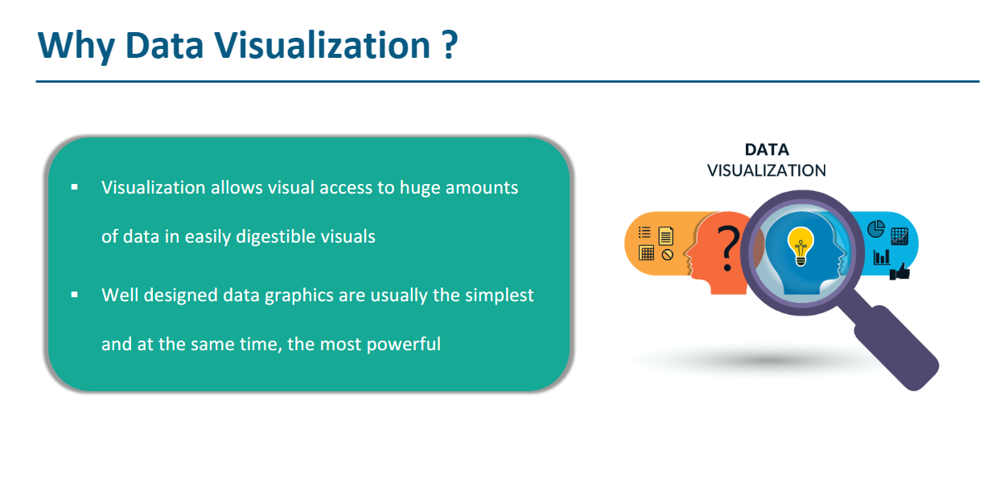 Why Data Visualization ?
▪ Visualization allows visual access to huge amounts
of data in easily digestible visuals
▪ Well designed data graphics are usually the simplest
and at the same time, the most powerful
DATA
VISUALIZATION
?